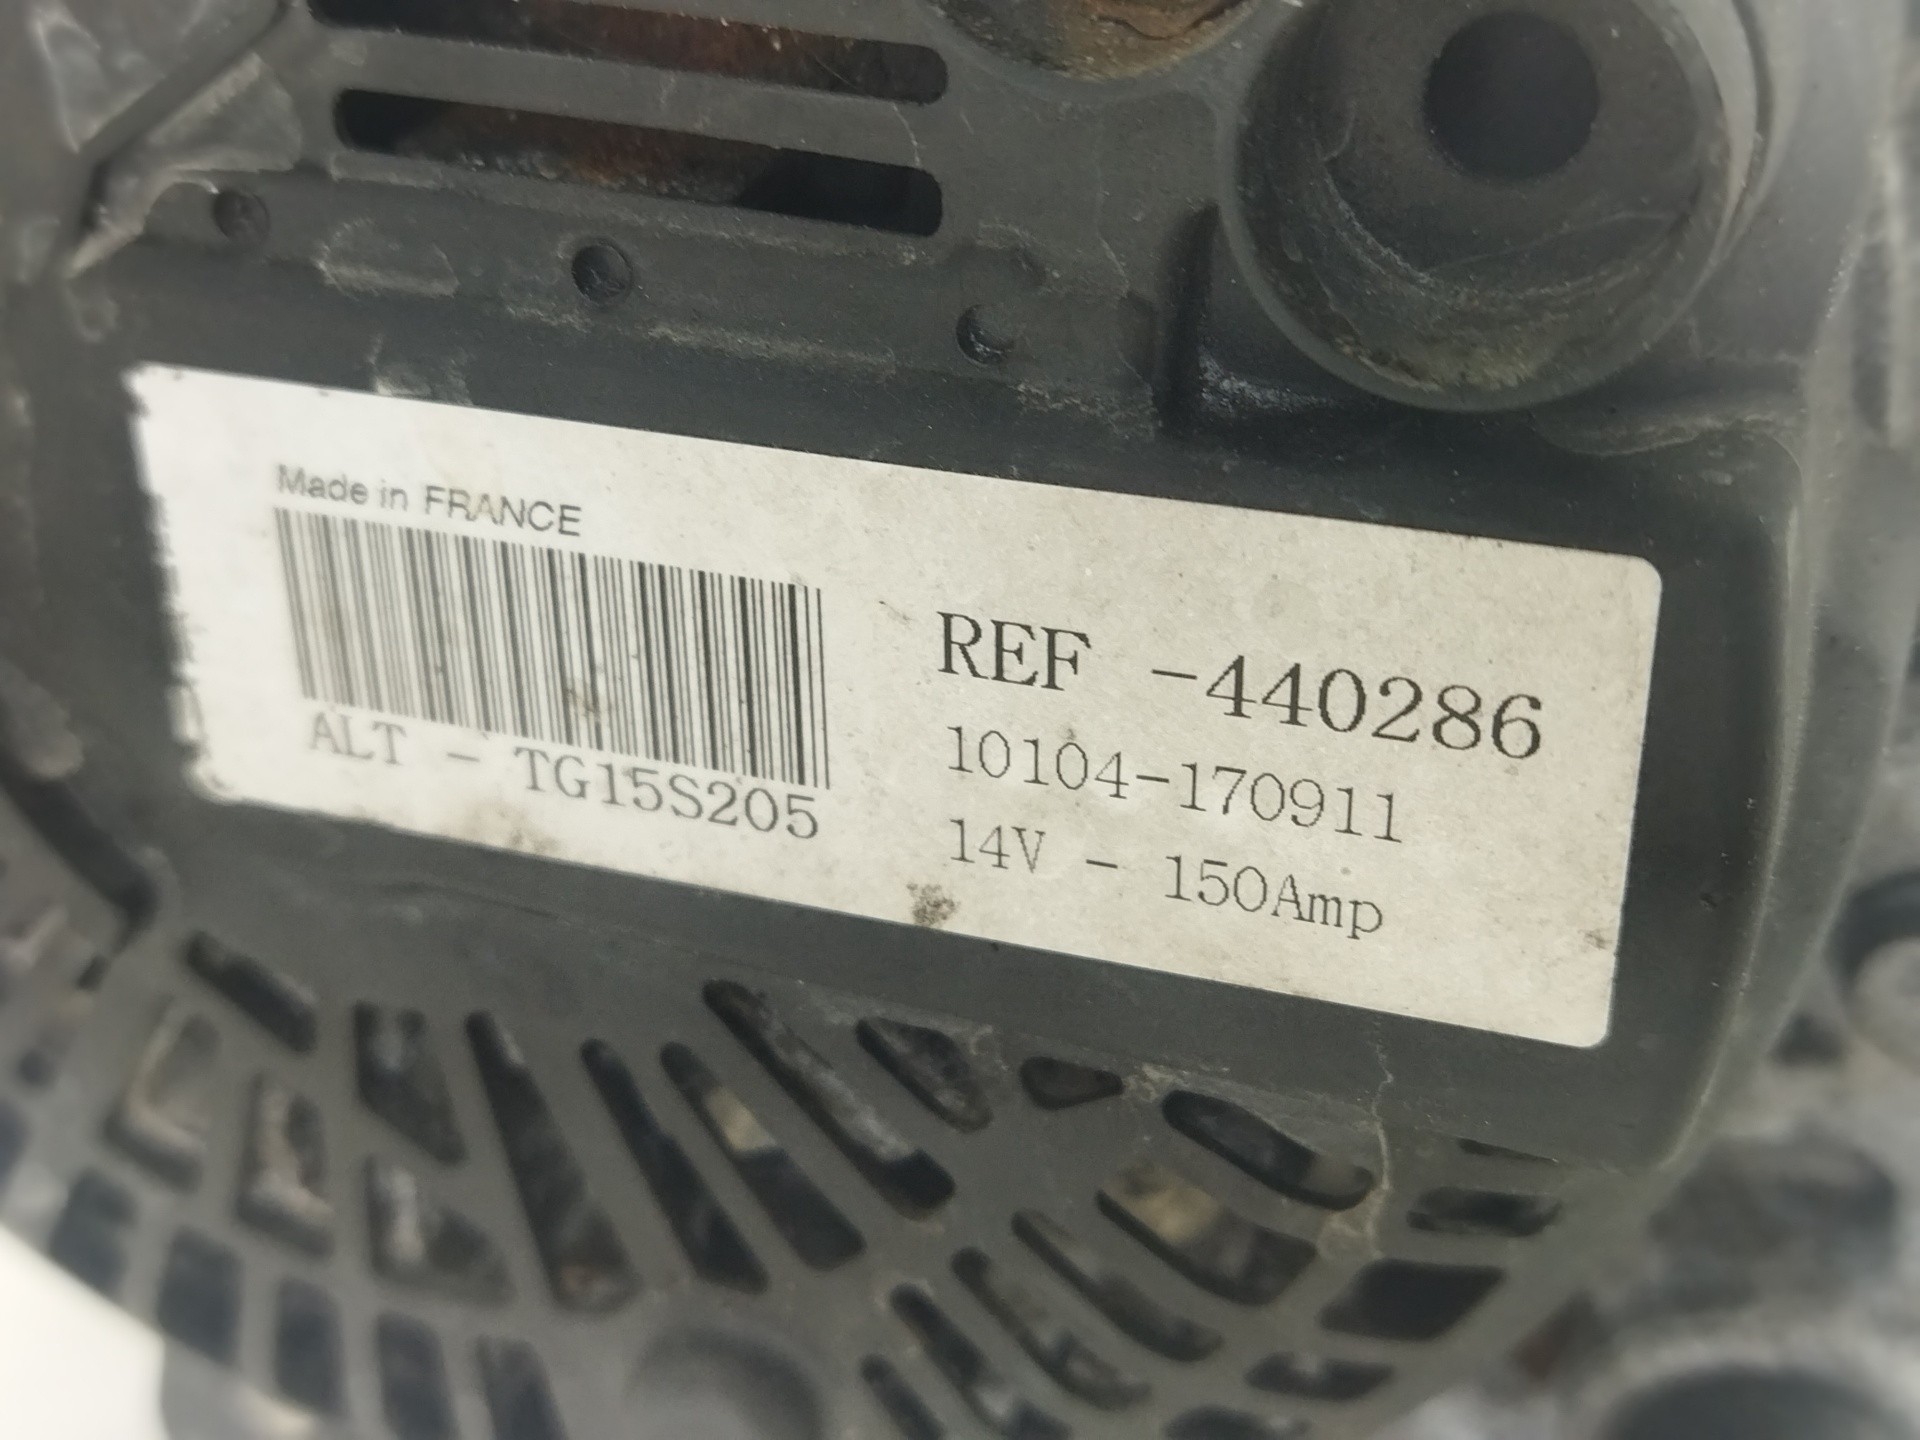 Made in FRANCE
ALT - TG15S205
REF -440286
10104-170911
14V - 150Amp